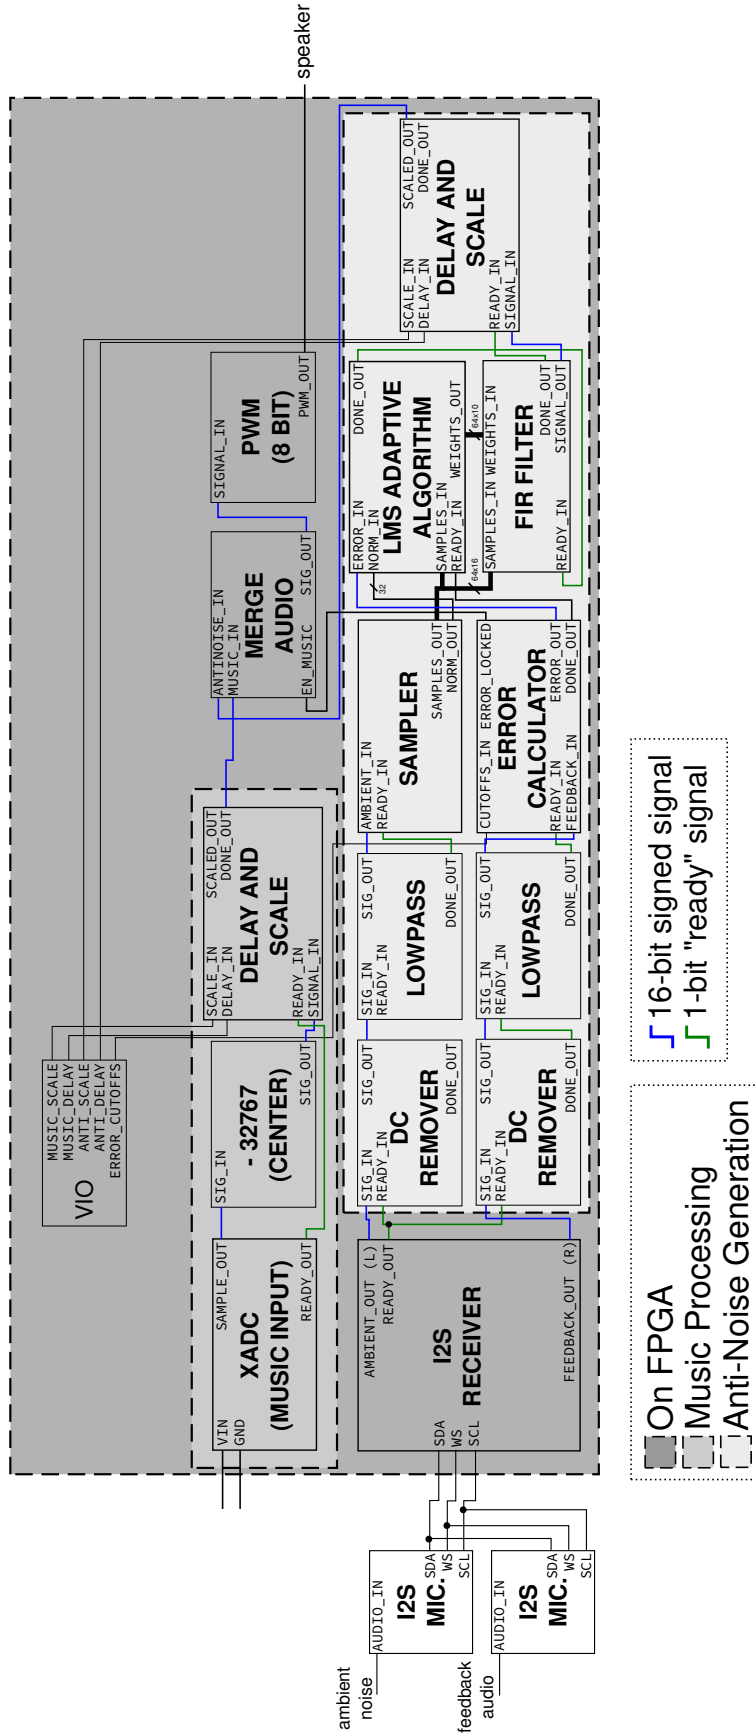 speaker
VIO
MUSIC_SCALE
MUSIC_DELAY
ANTI_SCALE
ANTI_DELAY
ERROR_CUTOFFS
VIN
GND
XADC
(MUSIC INPUT)
SAMPLE_OUT
READY_OUT
SIG_IN
- 32767
(CENTER)
SIG_OUT
SCALE_IN
DELAY_IN
READY_IN
SIGNAL_IN
DELAY AND
SCALE
SCALED_OUT
DONE_OUT
ANTINOISE_IN
MUSIC_IN
EN_MUSIC
MERGE
AUDIO
SIG_OUT
SIGNAL_IN
PWM
(8 BIT)
PWM_OUT
ambient
noise
AUDIO_IN
I2S
MIC.
SDA
WS
SCL
feedback
audio
AUDIO_IN
I2S
MIC.
SDA
WS
SCL
SDA
WS
SCL
I2S
RECEIVER
AMBIENT_OUT (L)
READY_OUT
FEEDBACK_OUT (R)
SIG_IN
READY_IN
DC
REMOVER
SIG_OUT
DONE_OUT
SIG_IN
READY_IN
LOWPASS
SIG_OUT
DONE_OUT
AMBIENT_IN
READY_IN
SAMPLER
SAMPLES_OUT
NORM_OUT
32
64x16
ERROR_IN
NORM_IN
SAMPLES_IN
READY_IN
LMS ADAPTIVE
ALGORITHM
DONE_OUT
WEIGHTS_OUT
64x10
SIG_IN
READY_IN
DC
REMOVER
SIG_OUT
DONE_OUT
SIG_IN
READY_IN
LOWPASS
SIG_OUT
DONE_OUT
CUTOFFS_IN
ERROR_LOCKED
ERROR
CALCULATOR
READY_IN
FEEDBACK_IN
ERROR_OUT
DONE_OUT
SAMPLES_IN
WEIGHTS_IN
FIR FILTER
READY_IN
DONE_OUT
SIGNAL_OUT
SCALE_IN
DELAY_IN
READY_IN
SIGNAL_IN
DELAY AND
SCALE
SCALED_OUT
DONE_OUT
On FPGA
Music Processing
Anti-Noise Generation
16-bit signed signal
1-bit "ready" signal